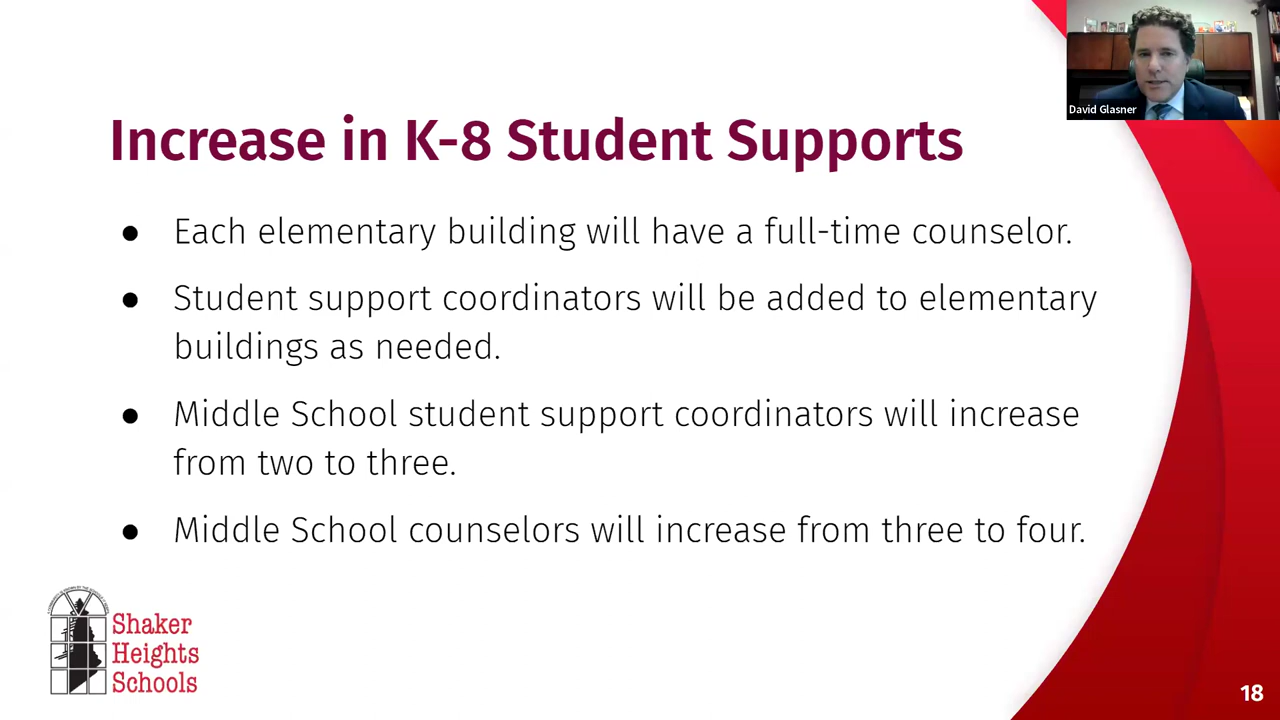 David Glasner
Increase in K-8 Student Supports
● Each elementary building will have a full-time counselor.
● Student support coordinators will be added to elementary
buildings as needed.
● Middle School student support coordinators will increase
from two to three.
● Middle School counselors will increase from three to four.
Shaker
Heights
Schools
18